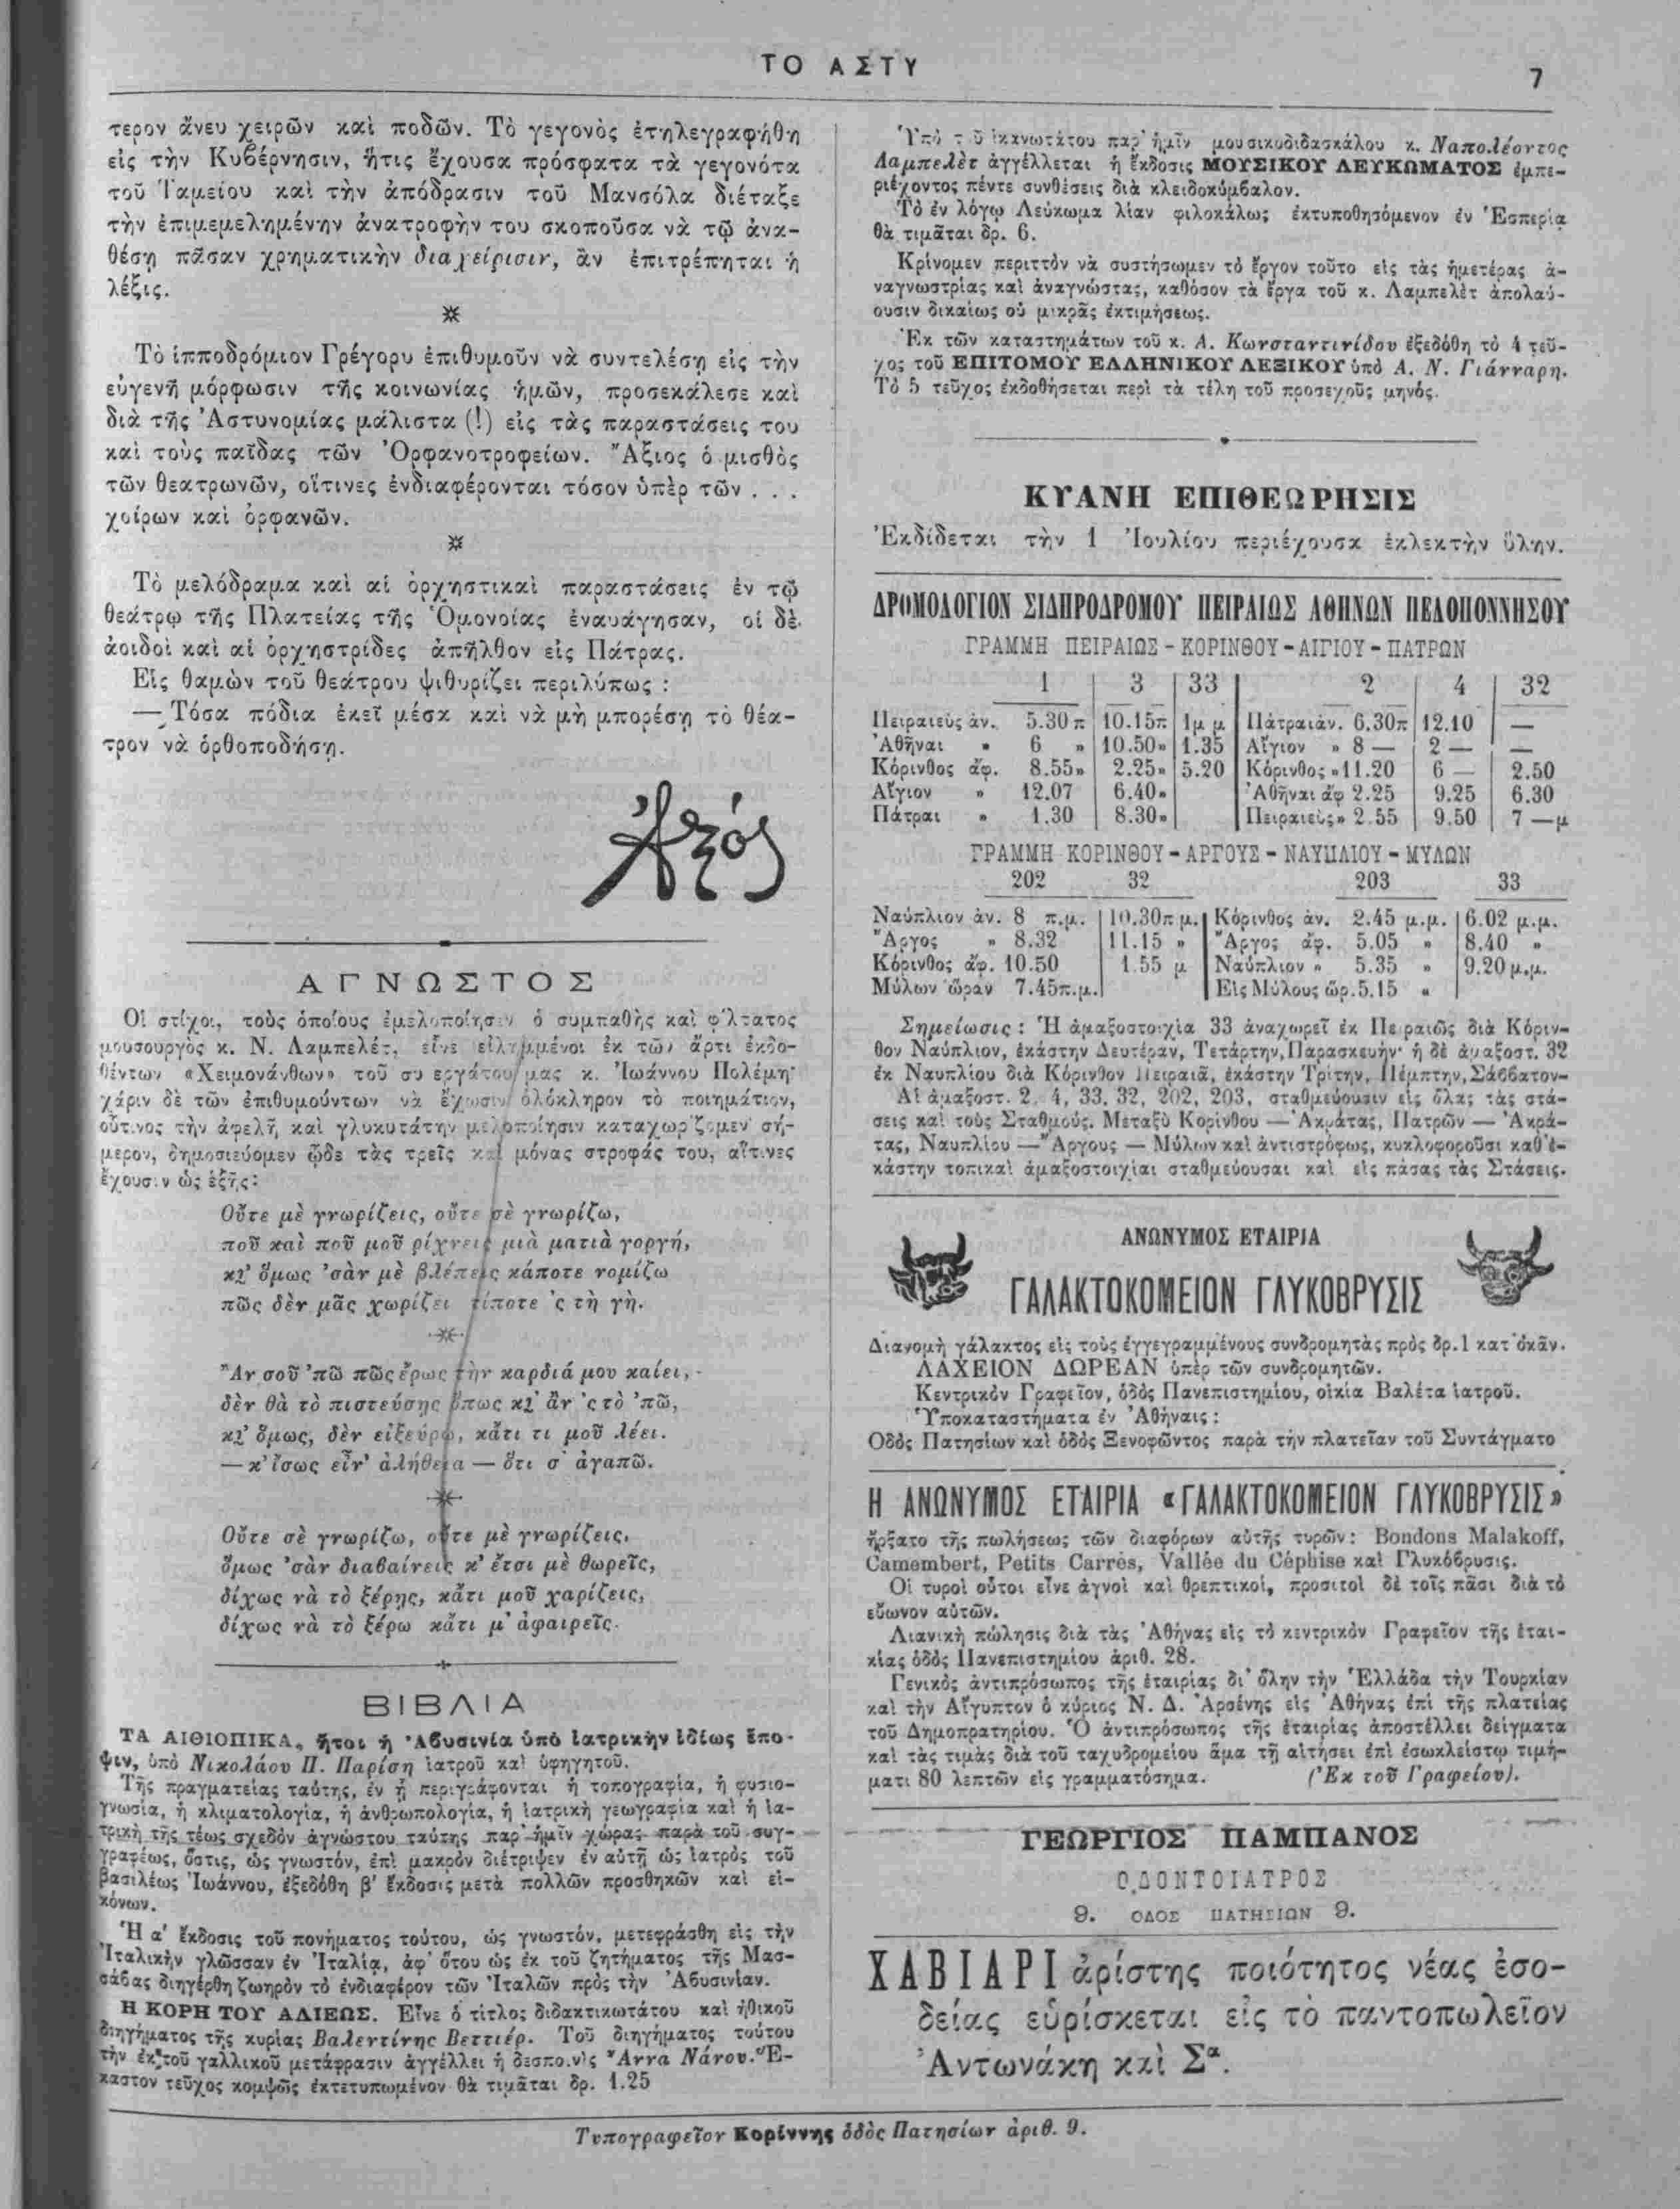 ΤΟ ΑΣΤΥ
7
τερον ἄνευ χειρῶν καὶ ποδῶν. Τὸ γεγονὸς ἐτηλεγραφήθη
εἰς τὴν Κυβέρνησιν, ἥτις ἔχουσα πρόσφατα τὰ γεγονότα
τοῦ Ταμείου καὶ τὴν ἀπόδρασιν τοῦ Μανσόλα διέταξε
τὴν ἐπιμεμελημένην ἀνατροφὴν του σκοποῦσα νὰ τῷ ἀνα-
θέσῃ πᾶσαν χρηματικὴν διαχείρισιν, ἂν ἐπιτρέπηται ἡ
λέξις.
Τὸ ἱπποδρόμιον Γρέγορυ ἐπιθυμοῦν νὰ συντελέσῃ εἰς τὴν
εὐγενῆ μόρφωσιν τῆς κοινωνίας ἡμῶν, προσεκάλεσε καὶ
διὰ τῆς Ἀστυνομίας μάλιστα (!) εἰς τὰς παραστάσεις του
καὶ τοὺς παῖδας τῶν Ὀρφανοτροφείων. Ἄξιος ὁ μισθὸς
τῶν θεατρωνῶν, οἵτινες ἐνδιαφέρονται τόσον ὑπὲρ τῶν . . .
χοίρων καὶ ὀρφανῶν.
Τὸ μελόδραμα καὶ αἱ ὀρχηστικαὶ παραστάσεις ἐν τῷ
θεάτρῳ τῆς Πλατείας τῆς Ὁμονοίας ἐναυάγησαν, οἱ δὲ
ἀοιδοὶ καὶ αἱ ὀρχηστρίδες ἀπῆλθον εἰς Πάτρας.
Εἷς θαμὼν τοῦ θεάτρου ψιθυρίζει περιλύπως :
— Τόσα πόδια ἐκεῖ μέσα καὶ νὰ μὴ μπορέσῃ τὸ θέα-
τρον νὰ ὀρθοποδήσῃ.
ΑΓΝΩΣΤΟΣ
Οἱ στίχοι, τοὺς ὁποίους ἐμελοποίησεν ὁ συμπαθὴς καὶ φίλτατος
μουσουργὸς κ. Ν. Λαμπελέτ, εἶνε εἰλημμένοι ἐκ τῶν ἄρτι ἐκδο-
θέντων «Χειμονάνθων» τοῦ συνεργάτου μας κ. Ἰωάννου Πολέμη·
χάριν δὲ τῶν ἐπιθυμούντων νὰ ἔχωσιν ὁλόκληρον τὸ ποιημάτιον,
οὗτινος τὴν ἀφελῆ καὶ γλυκυτάτην μελοποίησιν καταχωρίζομεν σή-
μερον, δημοσιεύομεν ὧδε τὰς τρεῖς καὶ μόνας στροφάς του, αἵτινες
ἔχουσιν ὡς ἑξῆς:
Οὔτε μὲ γνωρίζεις, οὔτε σὲ γνωρίζω,
ποῦ καὶ ποῦ μοῦ ρίχνεις μιὰ ματιὰ γοργή,
κι' ὅμως 'σὰν μὲ βλέπεις κάποτε νομίζω
πῶς δὲν μᾶς χωρίζει τίποτε 'ς τὴ γῆ.
Ἂν σοῦ 'πῶ πῶς ἔρως τὴν καρδιά μου καίει,
δὲν θὰ τὸ πιστεύσῃς ὅπως κι' ἂν 'ς τὸ 'πῶ,
κι' ὅμως, δὲν εἰξεύρω, κᾶτι τι μοῦ λέει.
— κ' ἴσως εἶν' ἀλήθεια — ὅτι σ' ἀγαπῶ.
Οὔτε σὲ γνωρίζω, οὔτε μὲ γνωρίζεις,
ὅμως 'σὰν διαβαίνεις κ' ἔτσι μὲ θωρεῖς,
δίχως νὰ τὸ ξέρῃς, κᾶτι μοῦ χαρίζεις,
δίχως νὰ τὸ ξέρω κᾶτι μ' ἀφαιρεῖς.
ΒΙΒΛΙΑ
ΤΑ ΑΙΘΙΟΠΙΚΑ, ἤτοι ἡ Ἀβυσινία ὑπὸ ἰατρικὴν ἰδίως ἔπο-
ψιν, ὑπὸ Νικολάου Π. Παρίση ἰατροῦ καὶ ὑφηγητοῦ.
Τῆς πραγματείας ταύτης, ἐν ᾗ περιγράφονται ἡ τοπογραφία, ἡ φυσιο-
γνωσία, ἡ κλιματολογία, ἡ ἀνθρωπολογία, ἡ ἰατρικὴ γεωγραφία καὶ ἡ ἰα-
τρικὴ τῆς τέως σχεδὸν ἀγνώστου ταύτης παρ' ἡμῖν χώρας παρὰ τοῦ συγ-
γραφέως, ὅστις, ὡς γνωστόν, ἐπὶ μακρὸν διέτριψεν ἐν αὐτῇ ὡς ἰατρὸς τοῦ
βασιλέως Ἰωάννου, ἐξεδόθη β' ἔκδοσις μετὰ πολλῶν προσθηκῶν καὶ εἰ-
κόνων.
Ἡ α' ἔκδοσις τοῦ πονήματος τούτου, ὡς γνωστόν, μετεφράσθη εἰς τὴν
Ἰταλικὴν γλῶσσαν ἐν Ἰταλίᾳ, ἀφ' ὅτου ὡς ἐκ τοῦ ζητήματος τῆς Μασ-
σάβας διηγέρθη ζωηρὸν τὸ ἐνδιαφέρον τῶν Ἰταλῶν πρὸς τὴν Ἀβυσινίαν.
Η ΚΟΡΗ ΤΟΥ ΑΛΙΕΩΣ. Εἶνε ὁ τίτλος διδακτικωτάτου καὶ ἠθικοῦ
διηγήματος τῆς κυρίας Βαλεντίνης Βεττιέρ. Τοῦ διηγήματος τούτου
τὴν ἐκ τοῦ γαλλικοῦ μετάφρασιν ἀγγέλλει ἡ δεσποινὶς Ἄννα Νάνου. Ἕ-
καστον τεῦχος κομψῶς ἐκτετυπωμένον θὰ τιμᾶται δρ. 1.25
Ὑπὸ τοῦ ἱκανωτάτου παρ' ἡμῖν μουσικοδιδασκάλου κ. Ναπολέοντος
Λαμπελὲτ ἀγγέλλεται ἡ ἔκδοσις ΜΟΥΣΙΚΟΥ ΛΕΥΚΩΜΑΤΟΣ ἐμπε-
ριέχοντος πέντε συνθέσεις διὰ κλειδοκύμβαλον.
Τὸ ἐν λόγῳ Λεύκωμα λίαν φιλοκάλως ἐκτυποθησόμενον ἐν Ἑσπερίᾳ
θὰ τιμᾶται δρ. 6.
Κρίνομεν περιττὸν νὰ συστήσωμεν τὸ ἔργον τοῦτο εἰς τὰς ἡμετέρας ἀ-
ναγνωστρίας καὶ ἀναγνώστας, καθόσον τὰ ἔργα τοῦ κ. Λαμπελὲτ ἀπολαύ-
ουσιν δικαίως οὐ μικρᾶς ἐκτιμήσεως.
Ἐκ τῶν καταστημάτων τοῦ κ. Α. Κωνσταντινίδου ἐξεδόθη τὸ 4 τεῦ-
χος τοῦ ΕΠΙΤΟΜΟΥ ΕΛΛΗΝΙΚΟΥ ΛΕΞΙΚΟΥ ὑπὸ Α. Ν. Γιάνναρη.
Τὸ 5 τεῦχος ἐκδοθήσεται περὶ τὰ τέλη τοῦ προσεχοῦς μηνός.
ΚΥΑΝΗ ΕΠΙΘΕΩΡΗΣΙΣ
Ἐκδίδεται τὴν 1 Ἰουλίου περιέχουσα ἐκλεκτὴν ὕλην.
ΔΡΟΜΟΛΟΓΙΟΝ ΣΙΔΗΡΟΔΡΟΜΟΥ ΠΕΙΡΑΙΩΣ ΑΘΗΝΩΝ ΠΕΛΟΠΟΝΝΗΣΟΥ
ΓΡΑΜΜΗ ΠΕΙΡΑΙΩΣ - ΚΟΡΙΝΘΟΥ - ΑΙΓΙΟΥ - ΠΑΤΡΩΝ
1 3 33 2 4 32
Πειραιεὺς ἀν. 5.30 π 10.15π 1μ μ Πάτραι ἀν. 6.30π 12.10 —
Ἀθῆναι » 6 » 10.50» 1.35 Αἴγιον » 8 — 2 — —
Κόρινθος ἄφ. 8.55» 2.25» 5.20 Κόρινθος »11.20 6 — 2.50
Αἴγιον » 12.07 6.40» Ἀθῆναι ἀφ 2.25 9.25 6.30
Πάτραι » 1.30 8.30» Πειραιεὺς» 2.55 9.50 7 —μ
ΓΡΑΜΜΗ ΚΟΡΙΝΘΟΥ - ΑΡΓΟΥΣ - ΝΑΥΠΛΙΟΥ - ΜΥΛΩΝ
202 32 203 33
Ναύπλιον ἀν. 8 π.μ. 10.30π μ. Κόρινθος ἀν. 2.45 μ.μ. 6.02 μ.μ.
Ἄργος » 8.32 11.15 » Ἄργος ἄφ. 5.05 » 8.40 »
Κόρινθος ἄφ. 10.50 1.55 μ Ναύπλιον » 5.35 » 9.20 μ.μ.
Μύλων ὥραν 7.45π.μ. Εἰς Μύλους ὥρ. 5.15 «
Σημείωσις : Ἡ ἁμαξοστοιχία 33 ἀναχωρεῖ ἐκ Πειραιῶς διὰ Κόριν-
θον Ναύπλιον, ἑκάστην Δευτέραν, Τετάρτην, Παρασκευήν· ἡ δὲ ἁμαξοστ. 32
ἐκ Ναυπλίου διὰ Κόρινθον Πειραιᾶ, ἑκάστην Τρίτην, Πέμπτην, Σάββατον-
Αἱ ἁμαξοστ. 2, 4, 33, 32, 202, 203, σταθμεύουσιν εἰς ὅλας τὰς στά-
σεις καὶ τοὺς Σταθμούς. Μεταξὺ Κορίνθου — Ἀκράτας, Πατρῶν — Ἀκρά-
τας, Ναυπλίου — Ἄργους — Μύλων καὶ ἀντιστρόφως, κυκλοφοροῦσι καθ' ἑ-
κάστην τοπικαὶ ἁμαξοστοιχίαι σταθμεύουσαι καὶ εἰς πάσας τὰς Στάσεις.
ΑΝΩΝΥΜΟΣ ΕΤΑΙΡΙΑ
ΓΑΛΑΚΤΟΚΟΜΕΙΟΝ ΓΛΥΚΟΒΡΥΣΙΣ
Διανομὴ γάλακτος εἰς τοὺς ἐγγεγραμμένους συνδρομητὰς πρὸς δρ. 1 κατ' ὀκᾶν.
ΛΑΧΕΙΟΝ ΔΩΡΕΑΝ ὑπὲρ τῶν συνδρομητῶν.
Κεντρικὸν Γραφεῖον, ὁδὸς Πανεπιστημίου, οἰκία Βαλέτα ἰατροῦ.
Ὑποκαταστήματα ἐν Ἀθήναις :
Ὁδὸς Πατησίων καὶ ὁδὸς Ξενοφῶντος παρὰ τὴν πλατεῖαν τοῦ Συντάγματο
Η ΑΝΩΝΥΜΟΣ ΕΤΑΙΡΙΑ «ΓΑΛΑΚΤΟΚΟΜΕΙΟΝ ΓΛΥΚΟΒΡΥΣΙΣ»
ἤρξατο τῆς πωλήσεως τῶν διαφόρων αὐτῆς τυρῶν: Bondons Malakoff,
Camembert, Petits Carrés, Vallée du Céphise καὶ Γλυκόβρυσις.
Οἱ τυροὶ οὗτοι εἶνε ἁγνοὶ καὶ θρεπτικοί, προσιτοὶ δὲ τοῖς πᾶσι διὰ τὸ
εὔωνον αὐτῶν.
Λιανικὴ πώλησις διὰ τὰς Ἀθήνας εἰς τὸ κεντρικὸν Γραφεῖον τῆς ἑται-
κίας ὁδὸς Πανεπιστημίου ἀριθ. 28.
Γενικὸς ἀντιπρόσωπος τῆς ἑταιρίας δι' ὅλην τὴν Ἑλλάδα τὴν Τουρκίαν
καὶ τὴν Αἴγυπτον ὁ κύριος Ν. Δ. Ἀρσένης εἰς Ἀθήνας ἐπὶ τῆς πλατείας
τοῦ Δημοπρατηρίου. Ὁ ἀντιπρόσωπος τῆς ἑταιρίας ἀποστέλλει δείγματα
καὶ τὰς τιμὰς διὰ τοῦ ταχυδρομείου ἅμα τῇ αἰτήσει ἐπὶ ἐσωκλείστῳ τιμή-
ματι 80 λεπτῶν εἰς γραμματόσημα. (Ἐκ τοῦ Γραφείου).
ΓΕΩΡΓΙΟΣ ΠΑΜΠΑΝΟΣ
ΟΔΟΝΤΟΙΑΤΡΟΣ
9. ΟΔΟΣ ΠΑΤΗΣΙΩΝ 9.
ΧΑΒΙΑΡΙ ἀρίστης ποιότητος νέας ἐσο-
δείας εὑρίσκεται εἰς τὸ παντοπωλεῖον
Ἀντωνάκη καὶ Σα.
Τυπογραφεῖον Κορίννης ὁδὸς Πατησίων ἀριθ. 9.